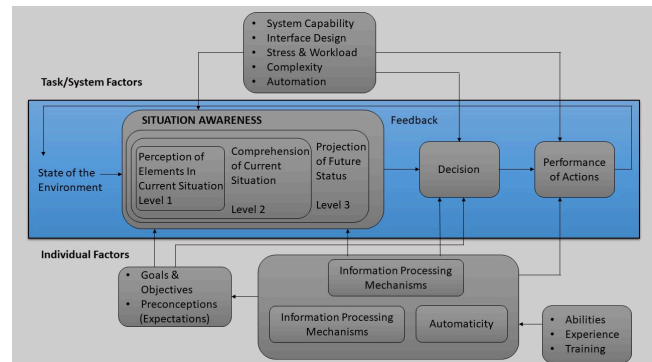 • System Capability
• Interface Design
• Stress & Workload
• Complexity
• Automation
Task/System Factors
SITUATION AWARENESS
Feedback
State of the
Environment
Perception of
Elements In
Current Situation
Level 1
Comprehension
of Current
Situation
Level 2
Projection
of Future
Status
Level 3
Decision
Performance
of Actions
Individual Factors
• Goals &
Objectives
• Preconceptions
(Expectations)
Information Processing
Mechanisms
Information Processing
Mechanisms
Automaticity
• Abilities
• Experience
• Training